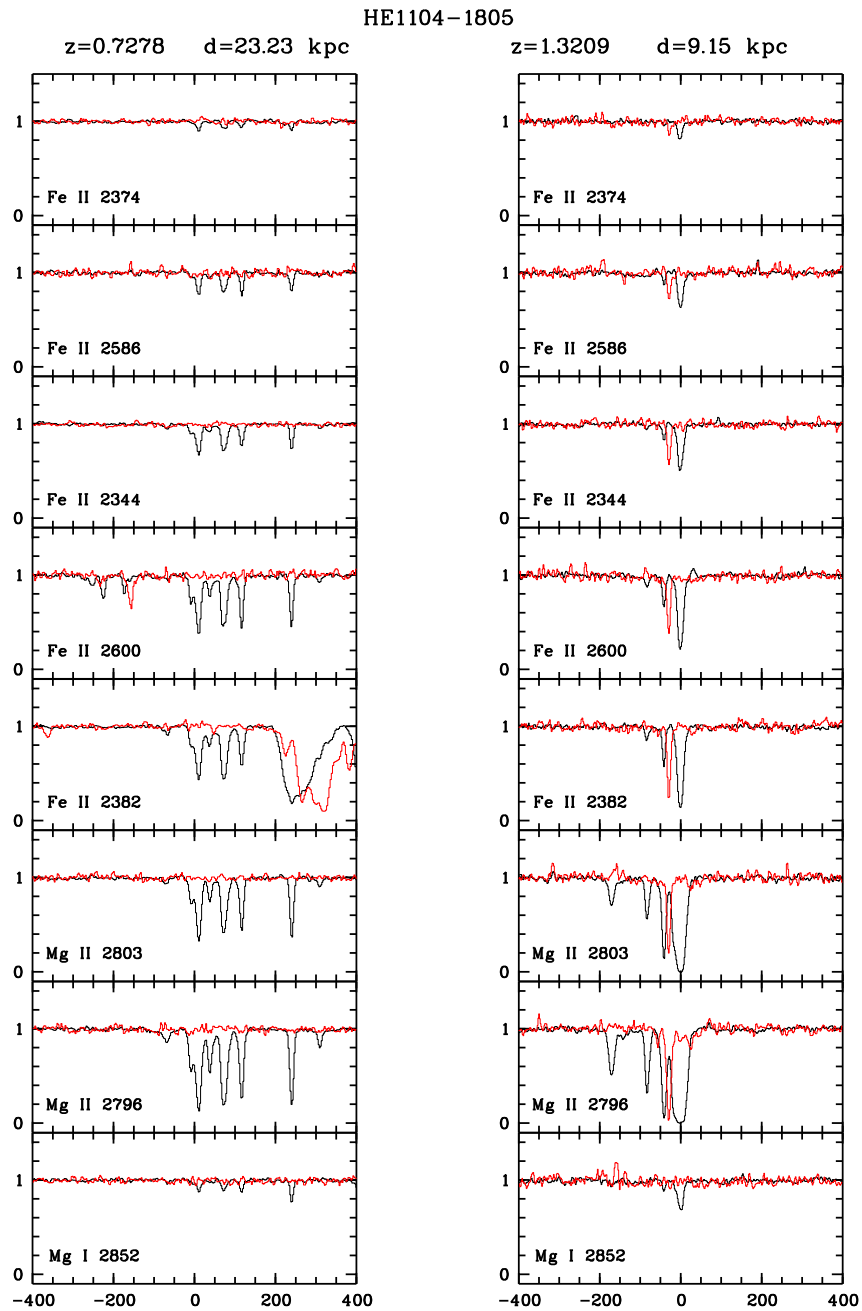 HE1104−1805
z=0.7278 d=23.23 kpc z=1.3209 d=9.15 kpc
1 1
Fe II 2374 Fe II 2374
0 0
1 1
Fe II 2586 Fe II 2586
0 0
1 1
Fe II 2344 Fe II 2344
0 0
1 1
Fe II 2600 Fe II 2600
0 0
1 1
Fe II 2382 Fe II 2382
0 0
1 1
Mg II 2803 Mg II 2803
0 0
1 1
Mg II 2796 Mg II 2796
0 0
1 1
Mg I 2852 Mg I 2852
0 0
−400 −200 0 200 400 −400 −200 0 200 400